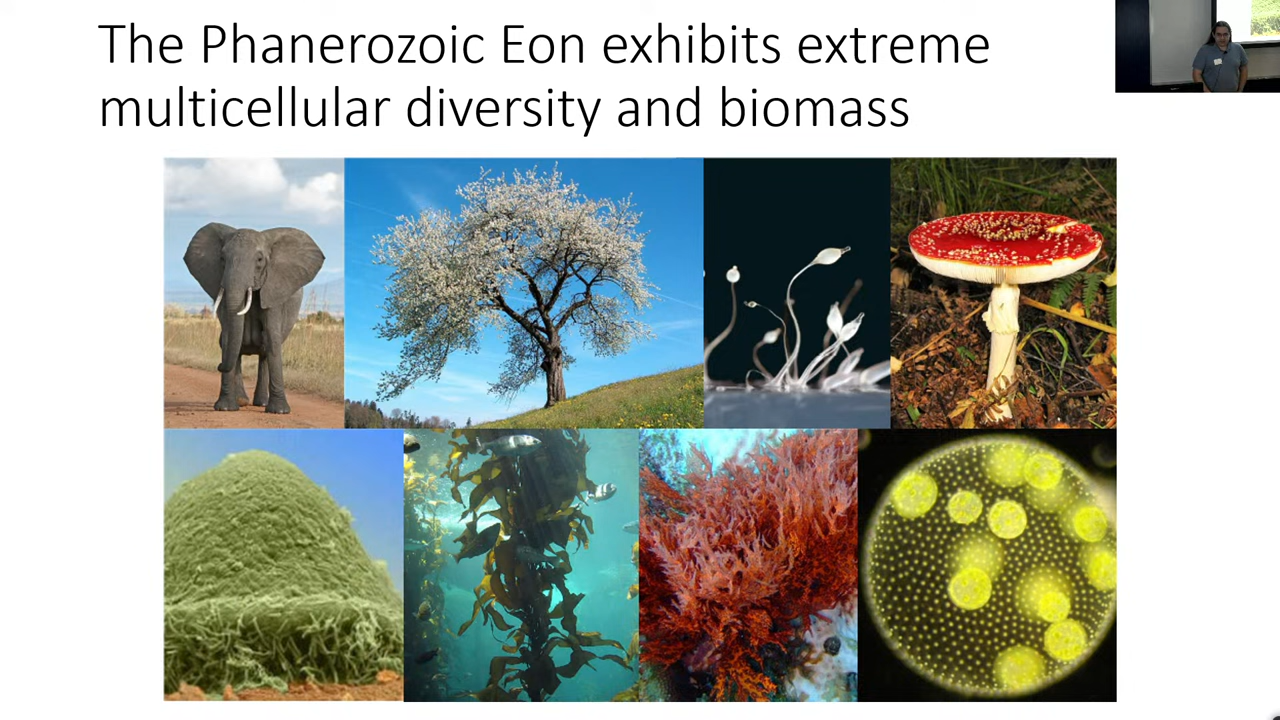 The Phanerozoic Eon exhibits extreme
multicellular diversity and biomass